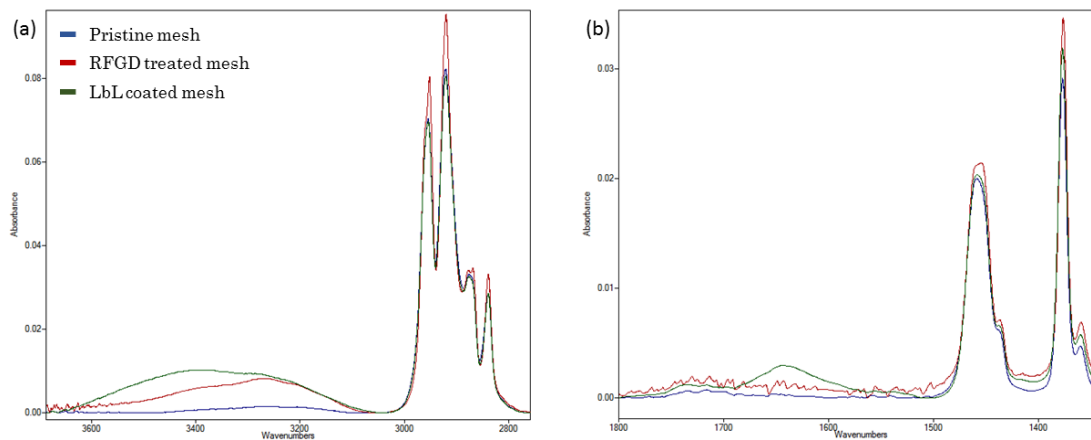 (a)
Pristine mesh
RFGD treated mesh
LbL coated mesh
Absorbance
0.08
0.06
0.04
0.02
0.00
3600 3400 3200 3000 2800
Wavenumbers
(b)
Absorbance
0.03
0.02
0.01
0.00
1800 1700 1600 1500 1400
Wavenumbers